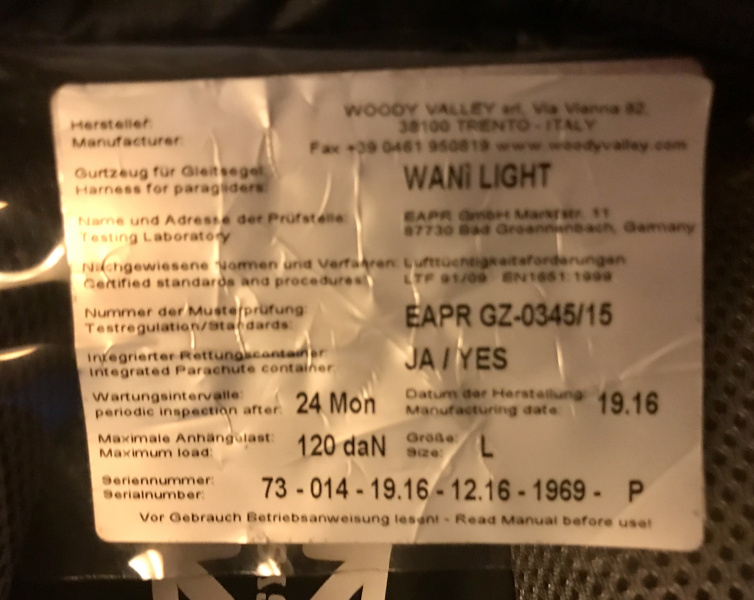 Hersteller: WOODY VALLEY srl, Via Vienna 82,
Manufacturer: 38100 TRENTO - ITALY
Fax +39 0461 950819 www.woodyvalley.com
Gurtzeug für Gleitsegel:
Harness for paragliders: WANi LIGHT
Name und Adresse der Prüfstelle: EAPR GmbH Marktstr. 11
Testing Laboratory 87730 Bad Groennenbach, Germany
Nachgewiesene Normen und Verfahren: Lufttüchtigkeitsforderungen
Certified standards and procedures: LTF 91/09 EN1651:1999
Nummer der Musterprüfung:
Testregulation/Standards: EAPR GZ-0345/15
Integrierter Rettungscontainer:
Integrated Parachute container: JA / YES
Wartungsintervalle: Datum der Herstellung:
periodic inspection after: 24 Mon Manufacturing date: 19.16
Maximale Anhängelast: Größe:
Maximum load: 120 daN Size: L
Seriennummer:
Serialnumber: 73 - 014 - 19.16 - 12.16 - 1969 - P
Vor Gebrauch Betriebsanweisung lesen! - Read Manual before use!